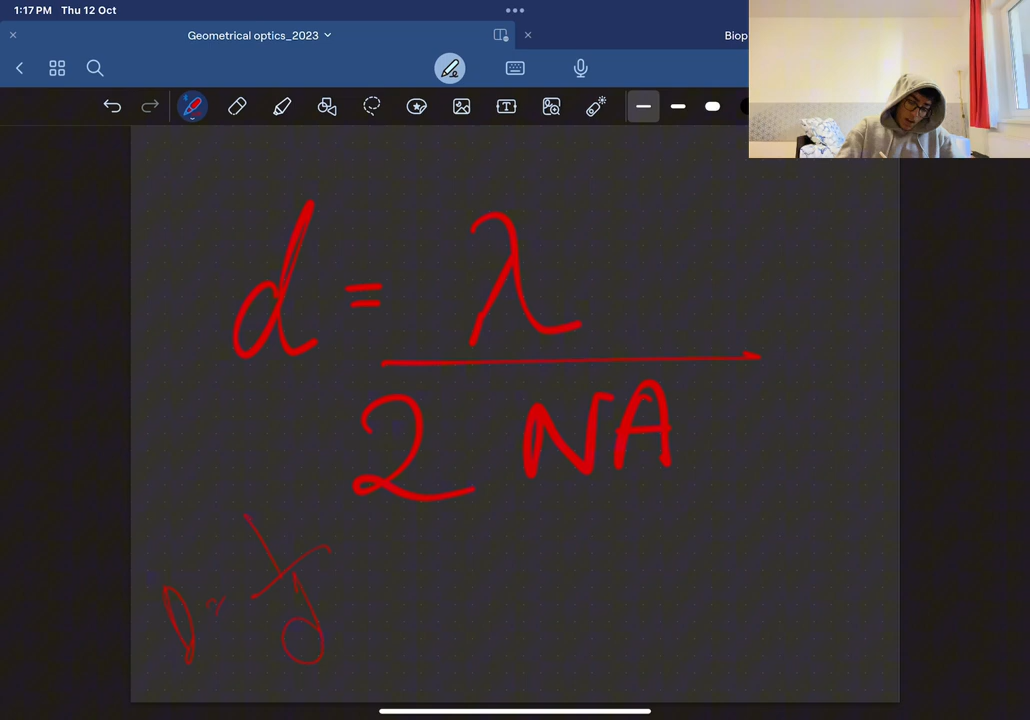 1:17 PM Thu 12 Oct
Geometrical optics_2023
Biop
d = λ
2 NA